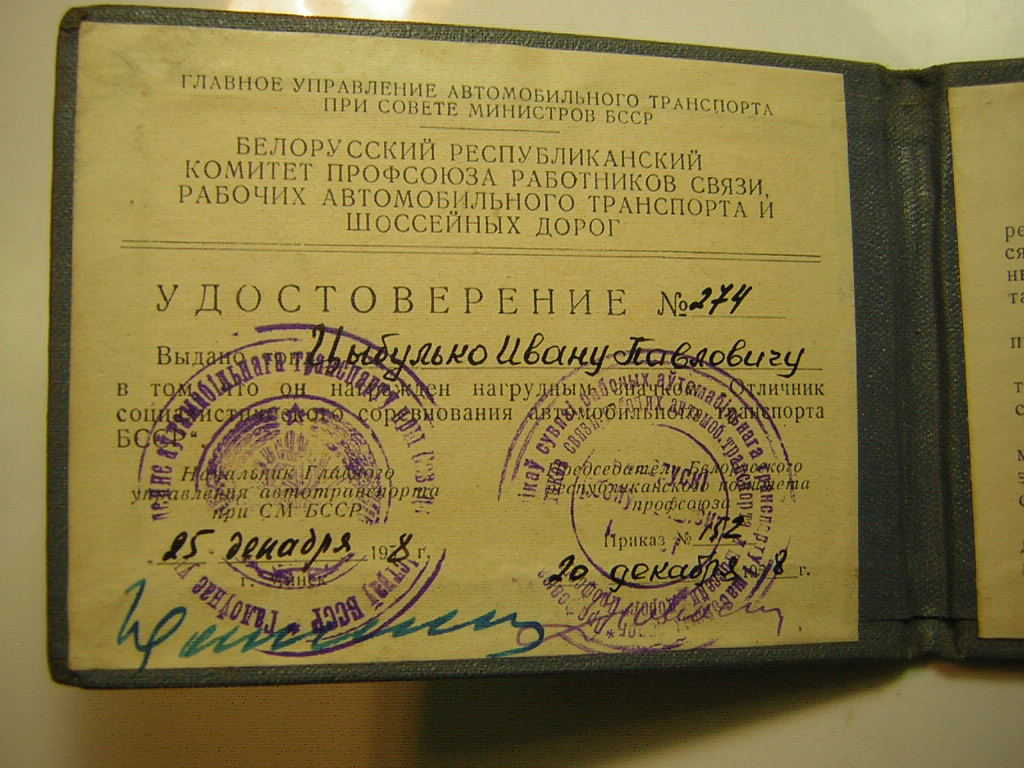 ГЛАВНОЕ УПРАВЛЕНИЕ АВТОМОБИЛЬНОГО ТРАНСПОРТА
ПРИ СОВЕТЕ МИНИСТРОВ БССР
БЕЛОРУССКИЙ РЕСПУБЛИКАНСКИЙ
КОМИТЕТ ПРОФСОЮЗА РАБОТНИКОВ СВЯЗИ,
РАБОЧИХ АВТОМОБИЛЬНОГО ТРАНСПОРТА И
ШОССЕЙНЫХ ДОРОГ
УДОСТОВЕРЕНИЕ №274
Выдано тов. Цыбулько Ивану Павловичу
в том, что он награжден нагрудным значком „Отличник
социалистического соревнования автомобильного транспорта
БССР“.
Начальник Главного
управления автотранспорта
при СМ БССР
25 декабря 1978 г.
г. Минск
Председатель Белорусского
республиканского комитета
профсоюза
Приказ № 152
20 декабря 1978 г.